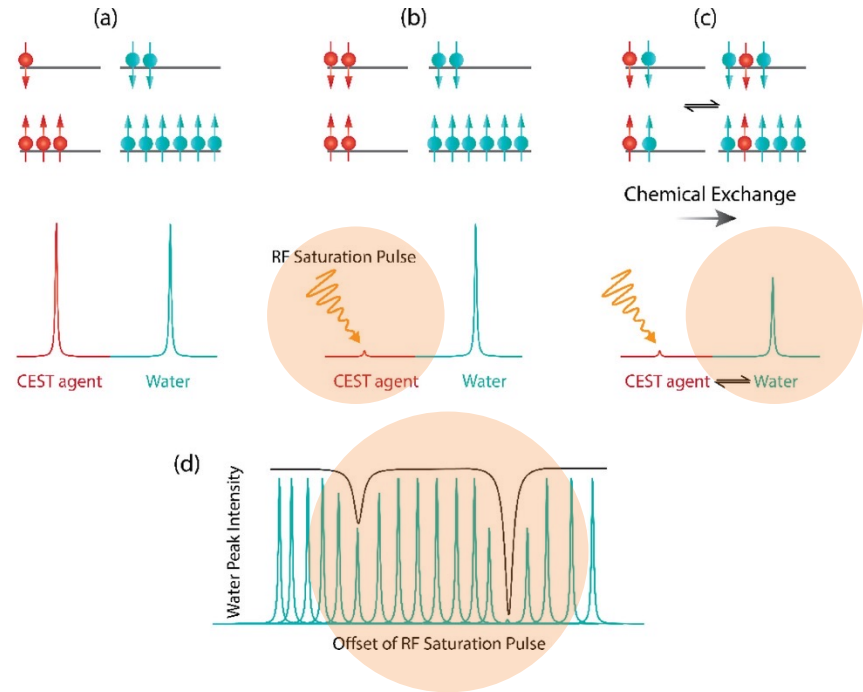 (a)
(b)
(c)
Chemical Exchange
RF Saturation Pulse
CEST agent
Water
CEST agent
Water
CEST agent
Water
(d)
Water Peak Intensity
Offset of RF Saturation Pulse